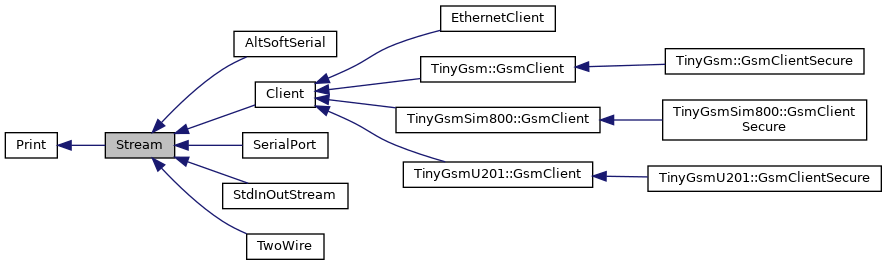 Print
Stream
AltSoftSerial
Client
SerialPort
StdInOutStream
TwoWire
EthernetClient
TinyGsm::GsmClient
TinyGsmSim800::GsmClient
TinyGsmU201::GsmClient
TinyGsm::GsmClientSecure
TinyGsmSim800::GsmClient
Secure
TinyGsmU201::GsmClientSecure